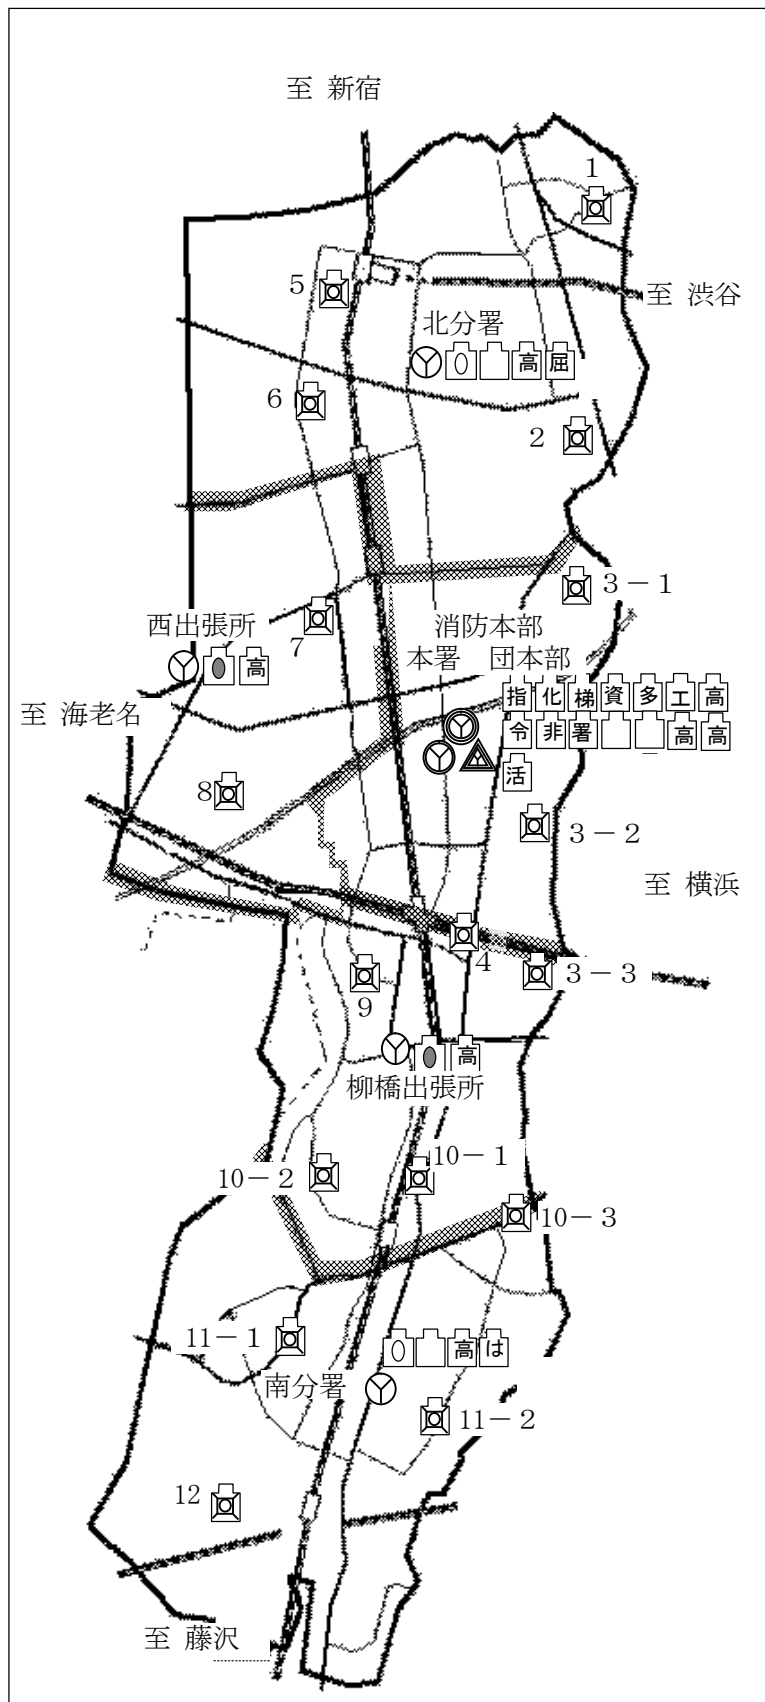 至 新宿
1
5
至 渋谷
北分署
高 屈
6
2
3-1
西出張所
7
消防本部
高
本署 団本部
至 海老名
指 化 梯 資 多 工 高
令 非 署 高 高
活
8
3-2
至 横浜
4
3-3
9
高
柳橋出張所
10-1
10-2
10-3
11-1
高 は
南分署
11-2
12
至 藤沢